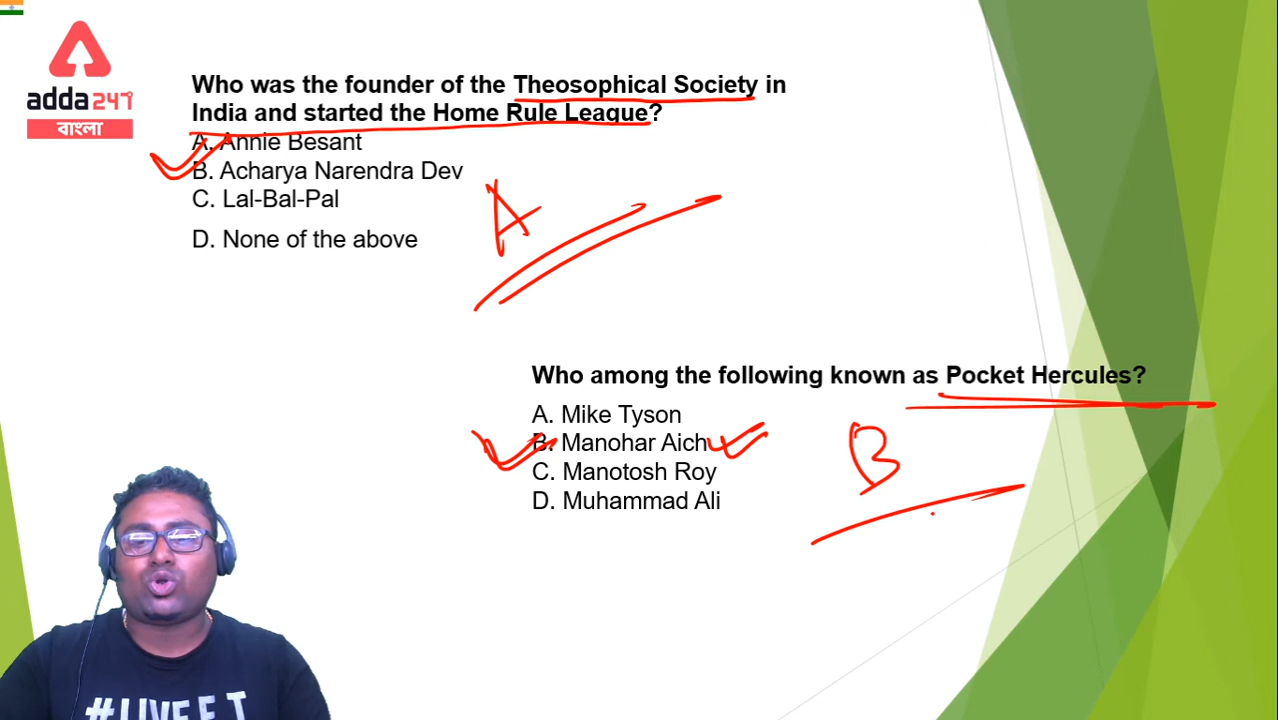 adda247
বাংলা
Who was the founder of the Theosophical Society in
India and started the Home Rule League?
A. Annie Besant
B. Acharya Narendra Dev
C. Lal-Bal-Pal
D. None of the above
A
Who among the following known as Pocket Hercules?
A. Mike Tyson
B. Manohar Aich
C. Manotosh Roy
D. Muhammad Ali
B